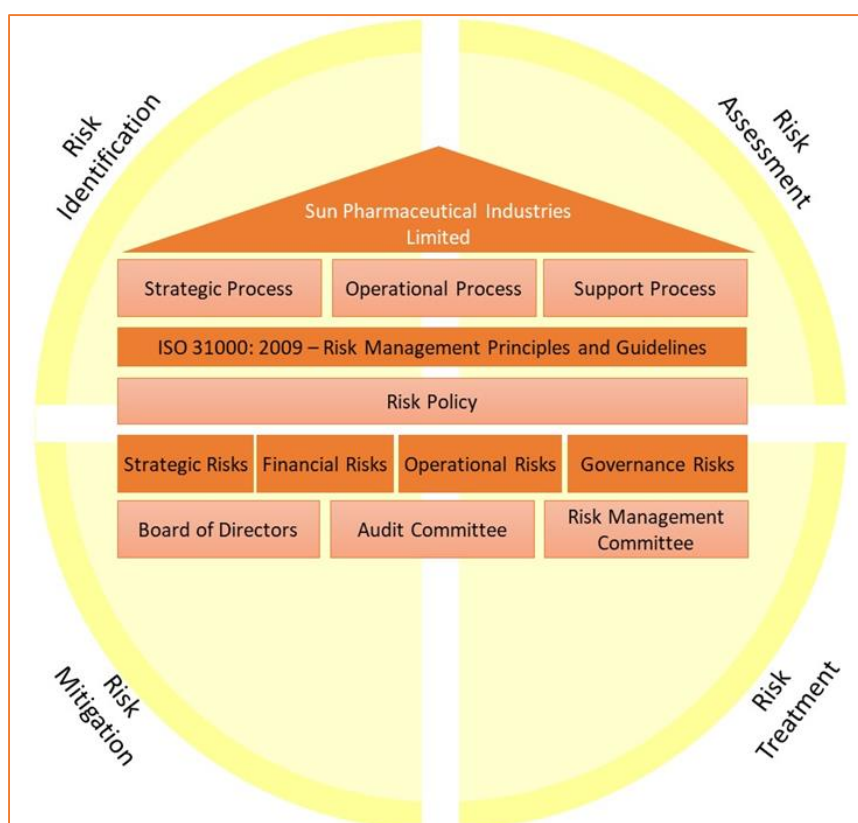 Risk
Identification
Risk
Assessment
Sun Pharmaceutical Industries
Limited
Strategic Process
Operational Process
Support Process
ISO 31000: 2009 – Risk Management Principles and Guidelines
Risk Policy
Strategic Risks
Financial Risks
Operational Risks
Governance Risks
Board of Directors
Audit Committee
Risk Management
Committee
Risk
Mitigation
Risk
Treatment